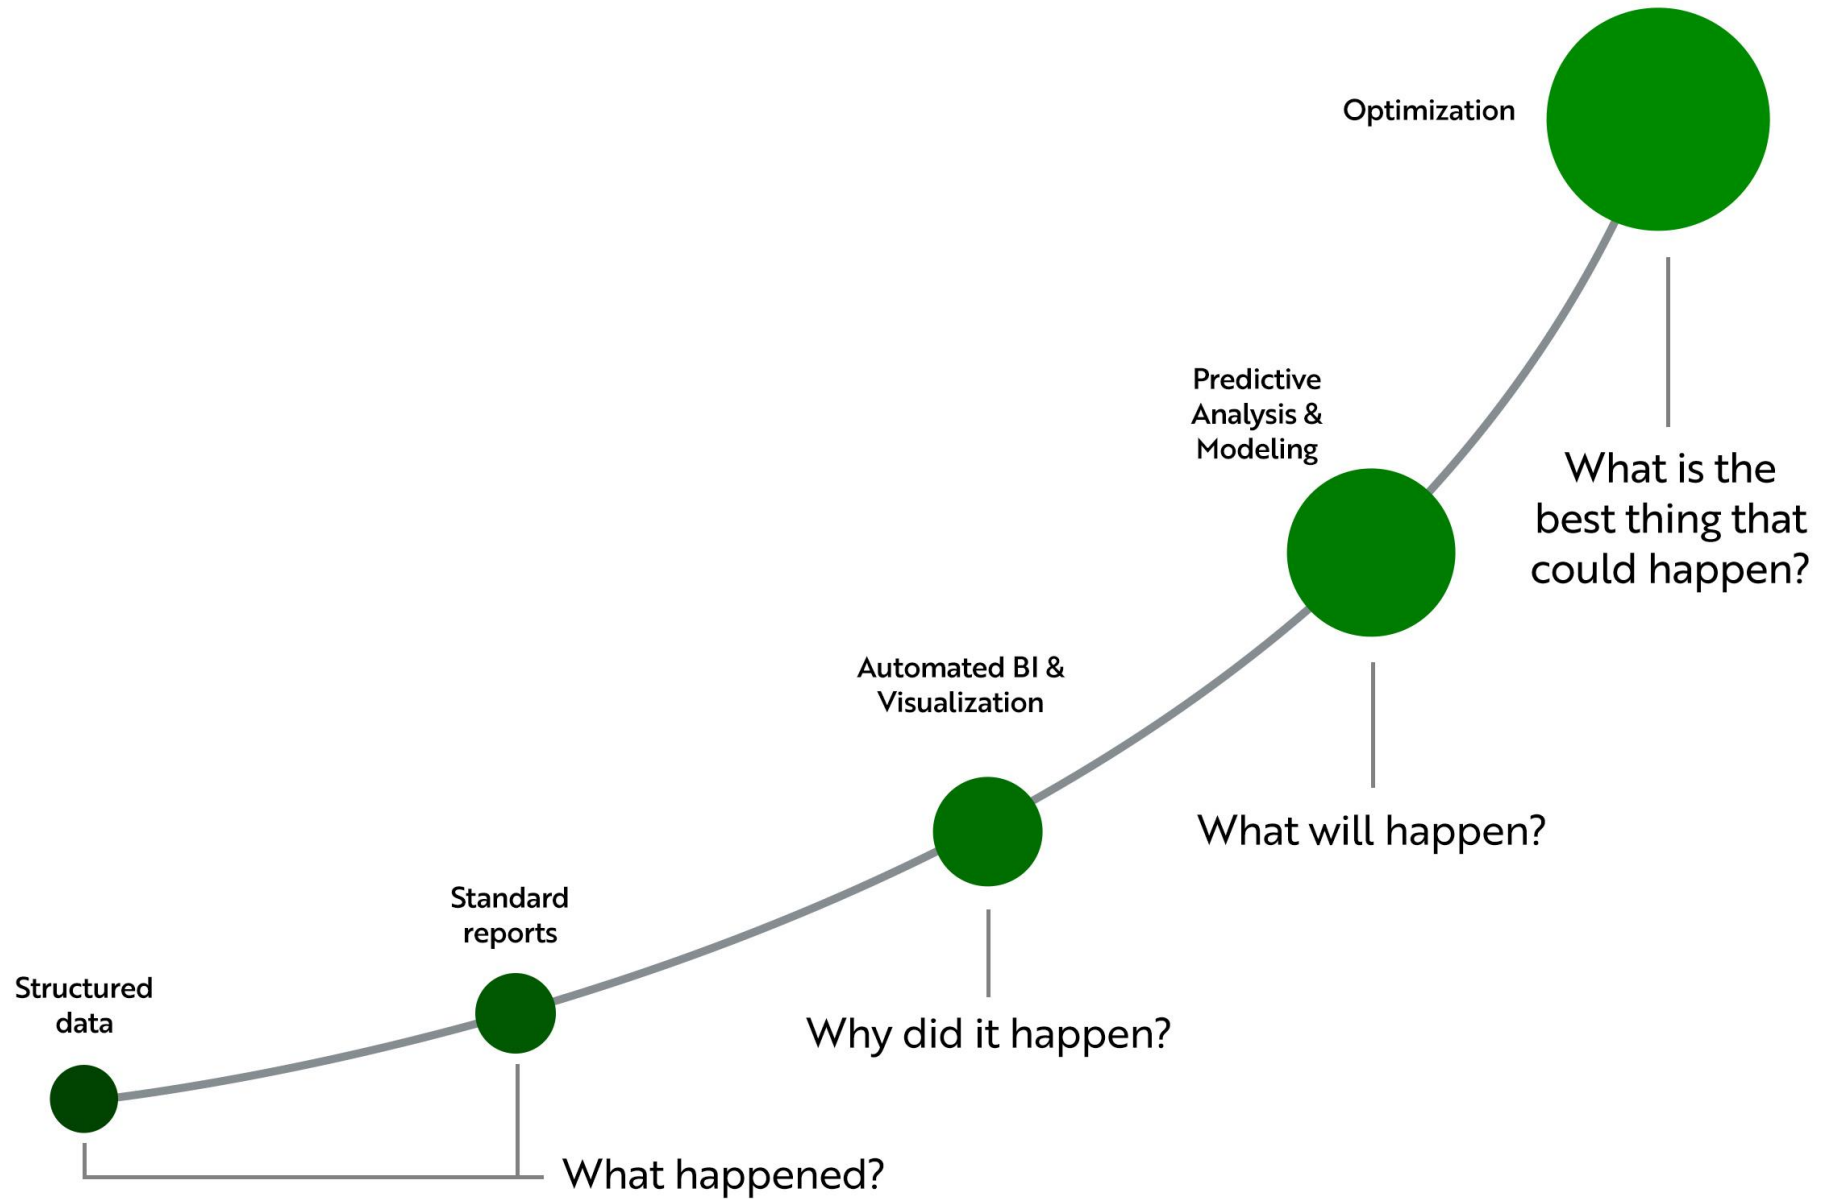 Optimization
What is the
best thing that
could happen?
Predictive
Analysis &
Modeling
What will happen?
Automated BI &
Visualization
Why did it happen?
Standard
reports
Structured
data
What happened?